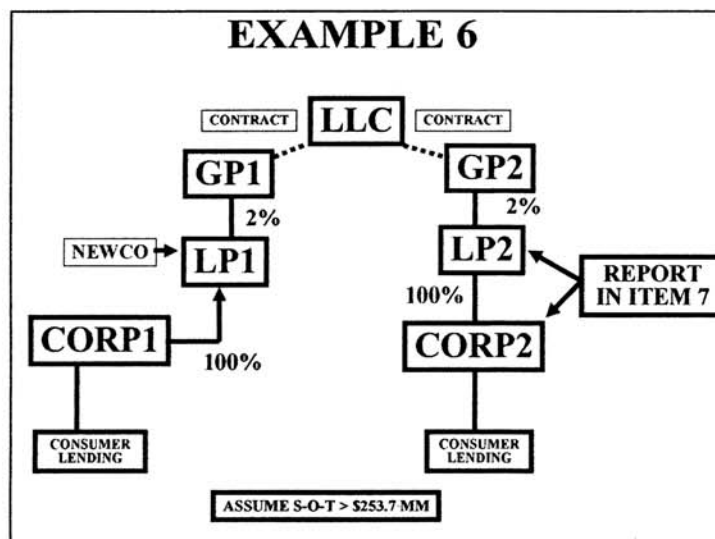 EXAMPLE 6
CONTRACT
LLC
CONTRACT
GP1
GP2
2%
2%
NEWCO
LP1
LP2
REPORT
IN ITEM 7
100%
CORP1
100%
CORP2
CONSUMER
LENDING
CONSUMER
LENDING
ASSUME S-O-T > $253.7 MM